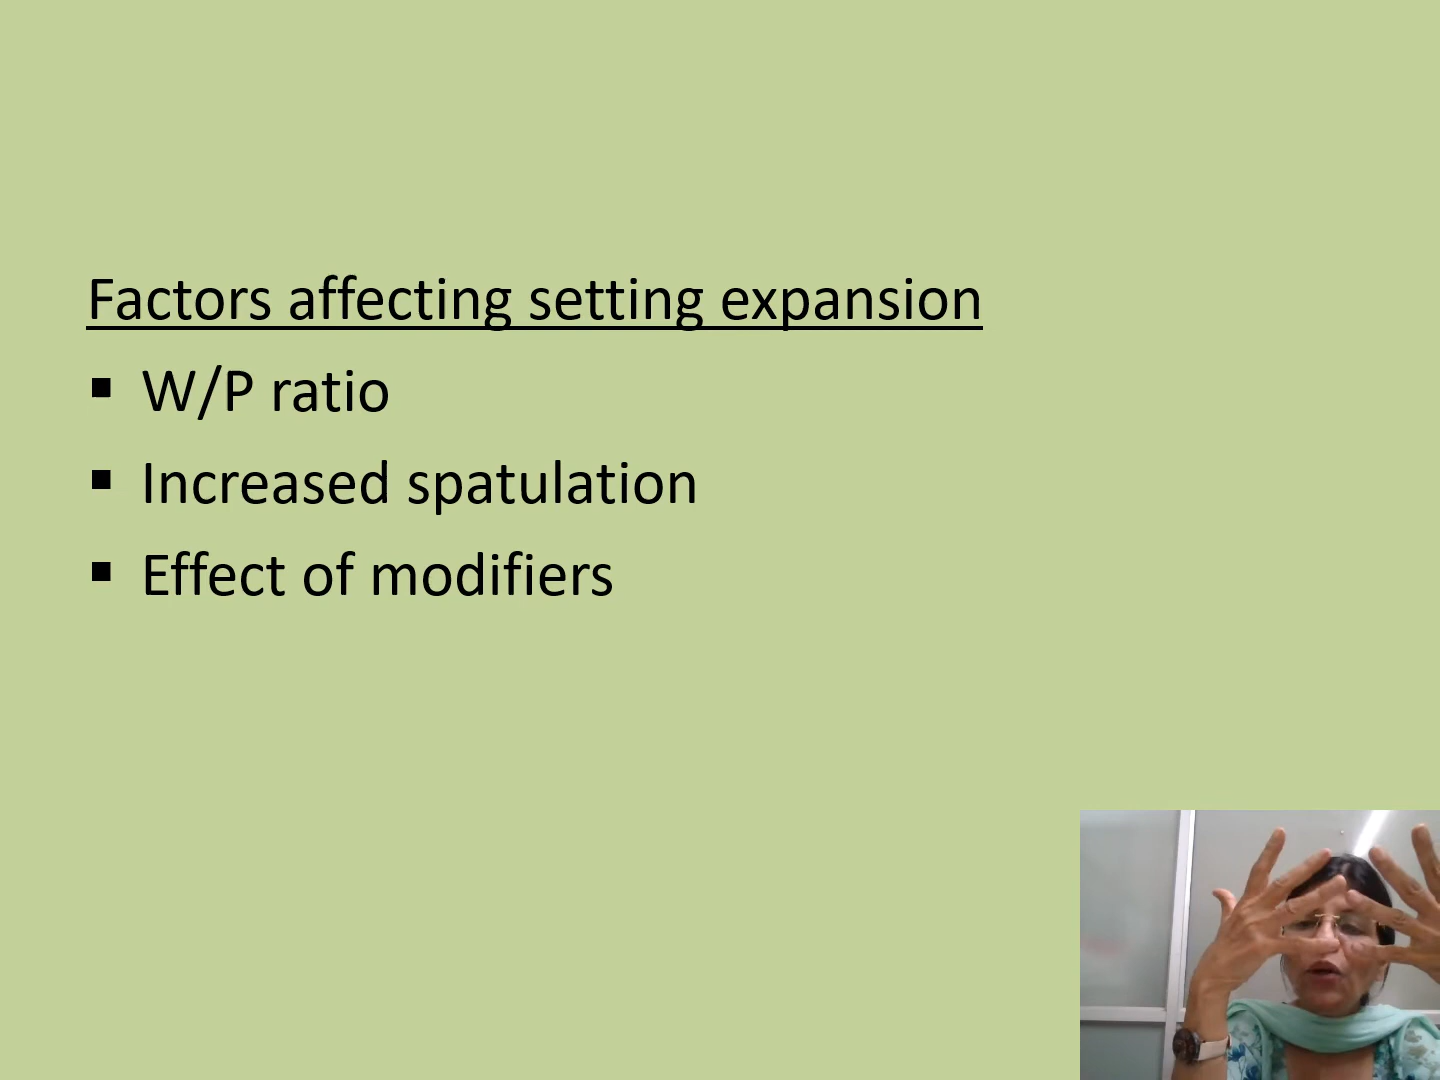 Factors affecting setting expansion
▪ W/P ratio
▪ Increased spatulation
▪ Effect of modifiers